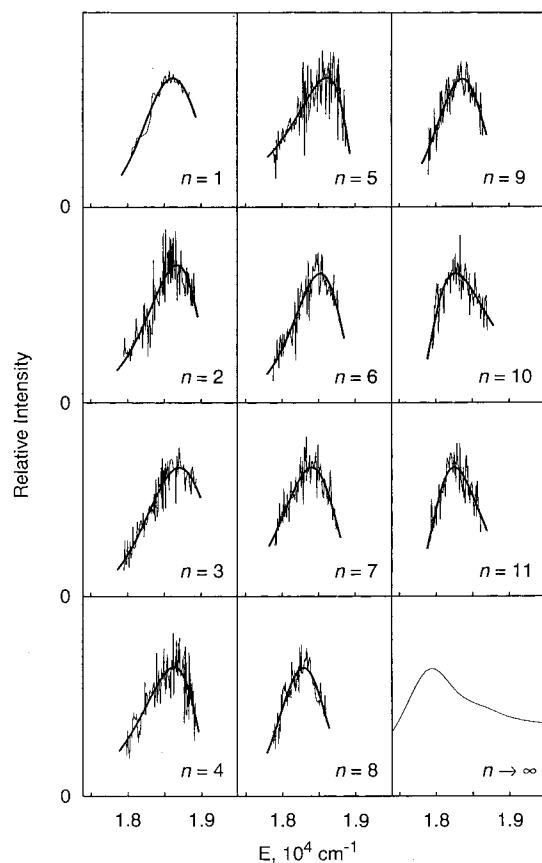 Relative Intensity
n = 1
n = 5
n = 9
0
n = 2
n = 6
n = 10
0
n = 3
n = 7
n = 11
0
n = 4
n = 8
n → ∞
0
1.8 1.9 1.8 1.9 1.8 1.9
E, 10⁴ cm⁻¹